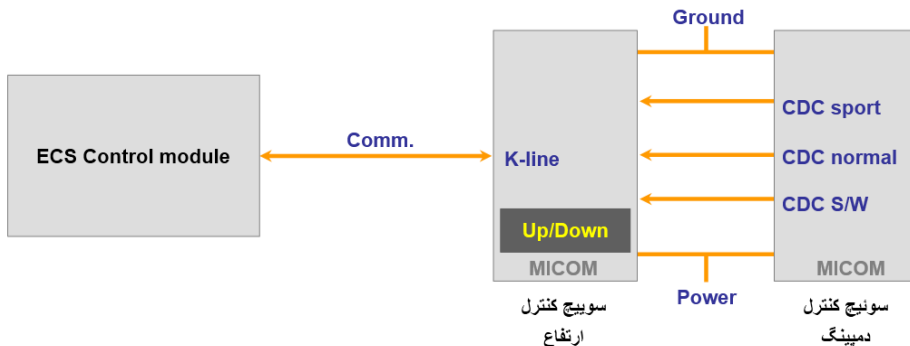 Ground
CDC sport
ECS Control module
Comm.
K-line
CDC normal
CDC S/W
Up/Down
MICOM
MICOM
Power
سوییچ کنترل
ارتفاع
سوئیچ کنترل
دمپینگ